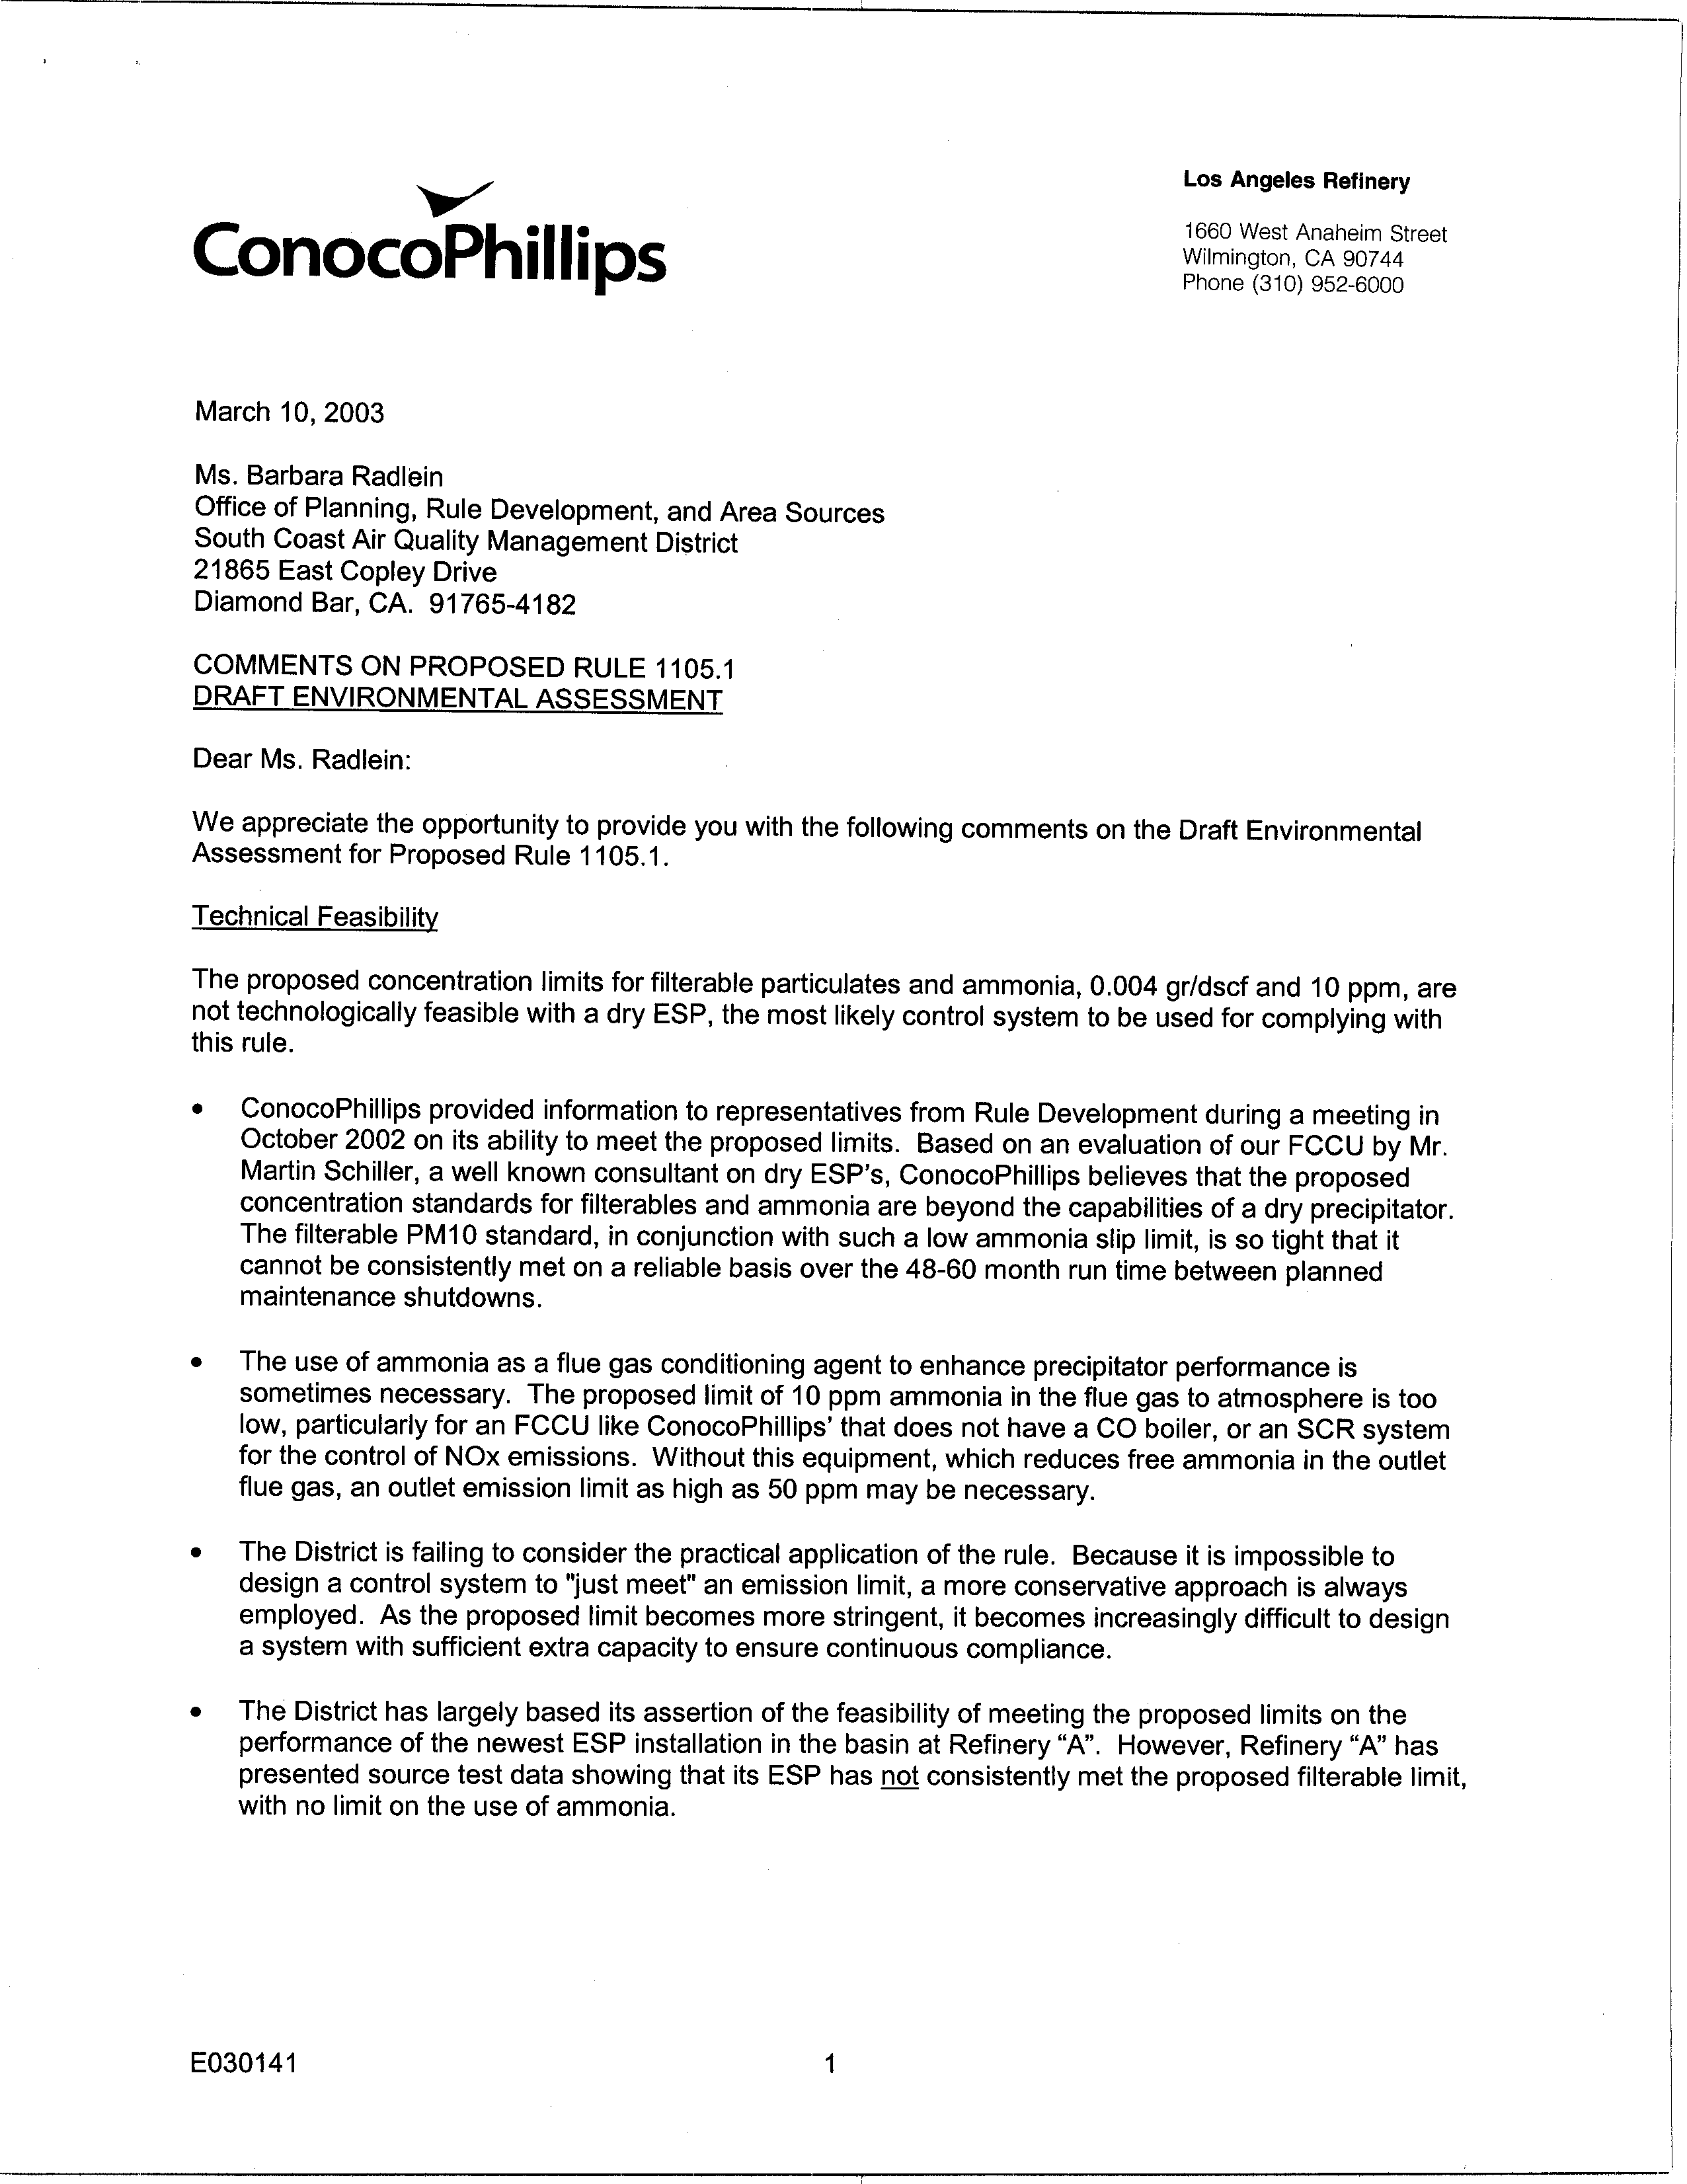 ConocoPhillips
Los Angeles Refinery
1660 West Anaheim Street
Wilmington, CA 90744
Phone (310) 952-6000
March 10, 2003
Ms. Barbara Radlein
Office of Planning, Rule Development, and Area Sources
South Coast Air Quality Management District
21865 East Copley Drive
Diamond Bar, CA.  91765-4182
COMMENTS ON PROPOSED RULE 1105.1
DRAFT ENVIRONMENTAL ASSESSMENT
Dear Ms. Radlein:
We appreciate the opportunity to provide you with the following comments on the Draft Environmental
Assessment for Proposed Rule 1105.1.
Technical Feasibility
The proposed concentration limits for filterable particulates and ammonia, 0.004 gr/dscf and 10 ppm, are
not technologically feasible with a dry ESP, the most likely control system to be used for complying with
this rule.
• ConocoPhillips provided information to representatives from Rule Development during a meeting in
October 2002 on its ability to meet the proposed limits.  Based on an evaluation of our FCCU by Mr.
Martin Schiller, a well known consultant on dry ESP's, ConocoPhillips believes that the proposed
concentration standards for filterables and ammonia are beyond the capabilities of a dry precipitator.
The filterable PM10 standard, in conjunction with such a low ammonia slip limit, is so tight that it
cannot be consistently met on a reliable basis over the 48-60 month run time between planned
maintenance shutdowns.
• The use of ammonia as a flue gas conditioning agent to enhance precipitator performance is
sometimes necessary.  The proposed limit of 10 ppm ammonia in the flue gas to atmosphere is too
low, particularly for an FCCU like ConocoPhillips' that does not have a CO boiler, or an SCR system
for the control of NOx emissions.  Without this equipment, which reduces free ammonia in the outlet
flue gas, an outlet emission limit as high as 50 ppm may be necessary.
• The District is failing to consider the practical application of the rule.  Because it is impossible to
design a control system to "just meet" an emission limit, a more conservative approach is always
employed.  As the proposed limit becomes more stringent, it becomes increasingly difficult to design
a system with sufficient extra capacity to ensure continuous compliance.
• The District has largely based its assertion of the feasibility of meeting the proposed limits on the
performance of the newest ESP installation in the basin at Refinery “A”.  However, Refinery “A” has
presented source test data showing that its ESP has not consistently met the proposed filterable limit,
with no limit on the use of ammonia.
E030141
1